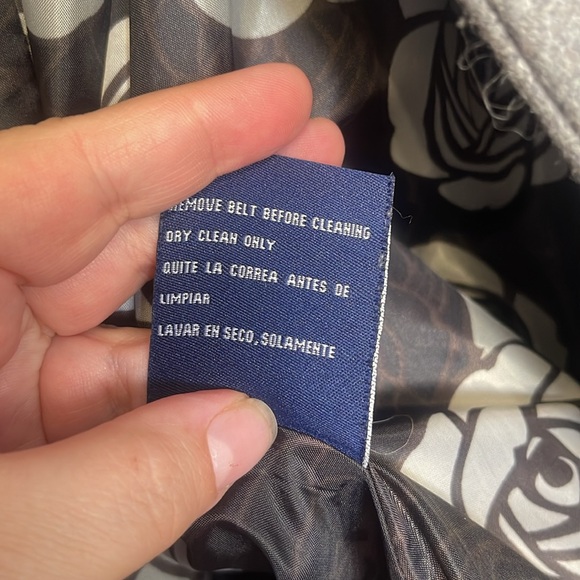 REMOVE BELT BEFORE CLEANING
DRY CLEAN ONLY
QUITE LA CORREA ANTES DE
LIMPIAR
LAVAR EN SECO, SOLAMENTE